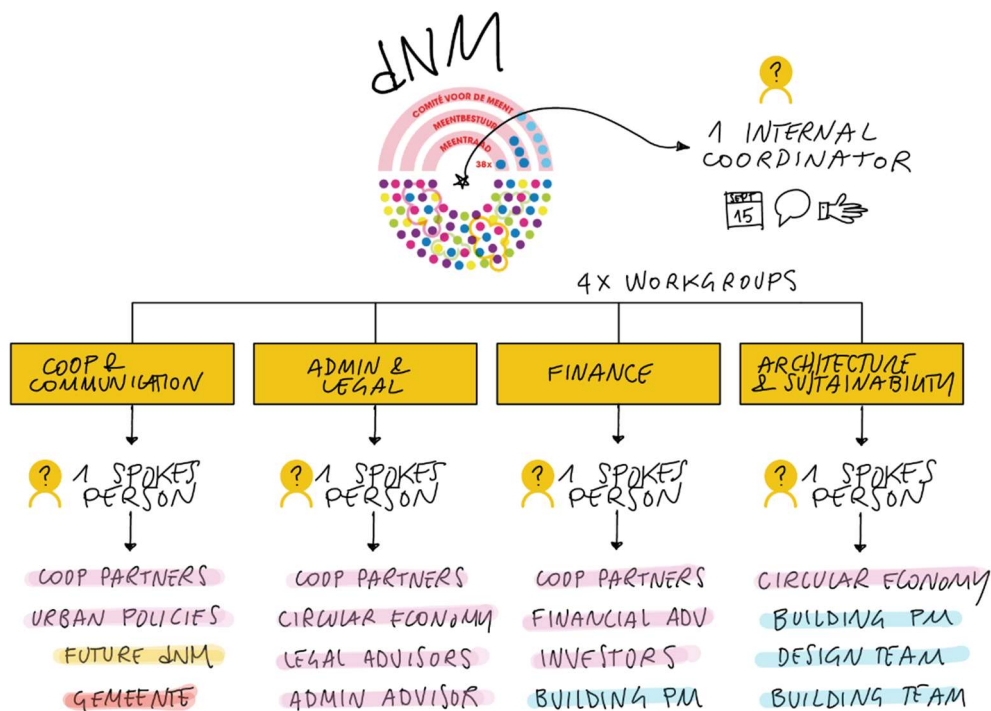 dNM
COMITÉ VOOR DE MEENT
MEENTBESTUUR
MEENTRAAD
38x
?
1 INTERNAL
COORDINATOR
SEPT
15
4X WORKGROUPS
COOP &
COMMUNICATION
ADMIN &
LEGAL
FINANCE
ARCHITECTURE
& SUSTAINABILITY
? 1 SPOKES
PERSON
? 1 SPOKES
PERSON
? 1 SPOKES
PERSON
? 1 SPOKES
PERSON
COOP PARTNERS
URBAN POLICIES
FUTURE dNM
GEMEENTE
COOP PARTNERS
CIRCULAR ECONOMY
LEGAL ADVISORS
ADMIN ADVISOR
COOP PARTNERS
FINANCIAL ADV
INVESTORS
BUILDING PM
CIRCULAR ECONOMY
BUILDING PM
DESIGN TEAM
BUILDING TEAM